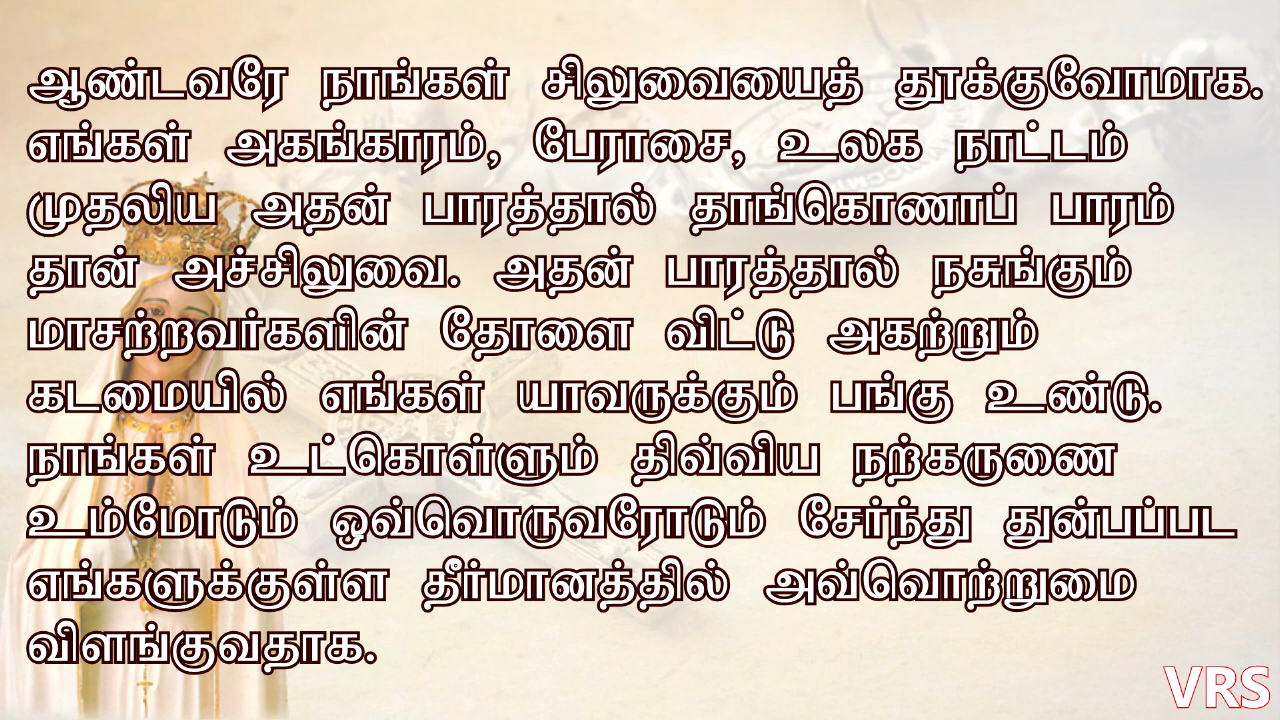 ஆண்டவரே நாங்கள் சிலுவையைத் தூக்குவோமாக.
எங்கள் அகங்காரம், பேராசை, உலக நாட்டம்
முதலிய அதன் பாரத்தால் தாங்கொணாப் பாரம்
தான் அச்சிலுவை. அதன் பாரத்தால் நசுங்கும்
மாசற்றவர்களின் தோளை விட்டு அகற்றும்
கடமையில் எங்கள் யாவருக்கும் பங்கு உண்டு.
நாங்கள் உட்கொள்ளும் திவ்விய நற்கருணை
உம்மோடும் ஒவ்வொருவரோடும் சேர்ந்து துன்பப்பட
எங்களுக்குள்ள தீர்மானத்தில் அவ்வொற்றுமை
விளங்குவதாக.
VRS